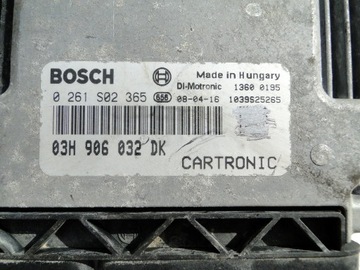 BOSCH Made in Hungary
DI-Motronic 1360 0195
0 261 S02 365 658 08-04-16 1039S25265
03H 906 032 DK
CARTRONIC